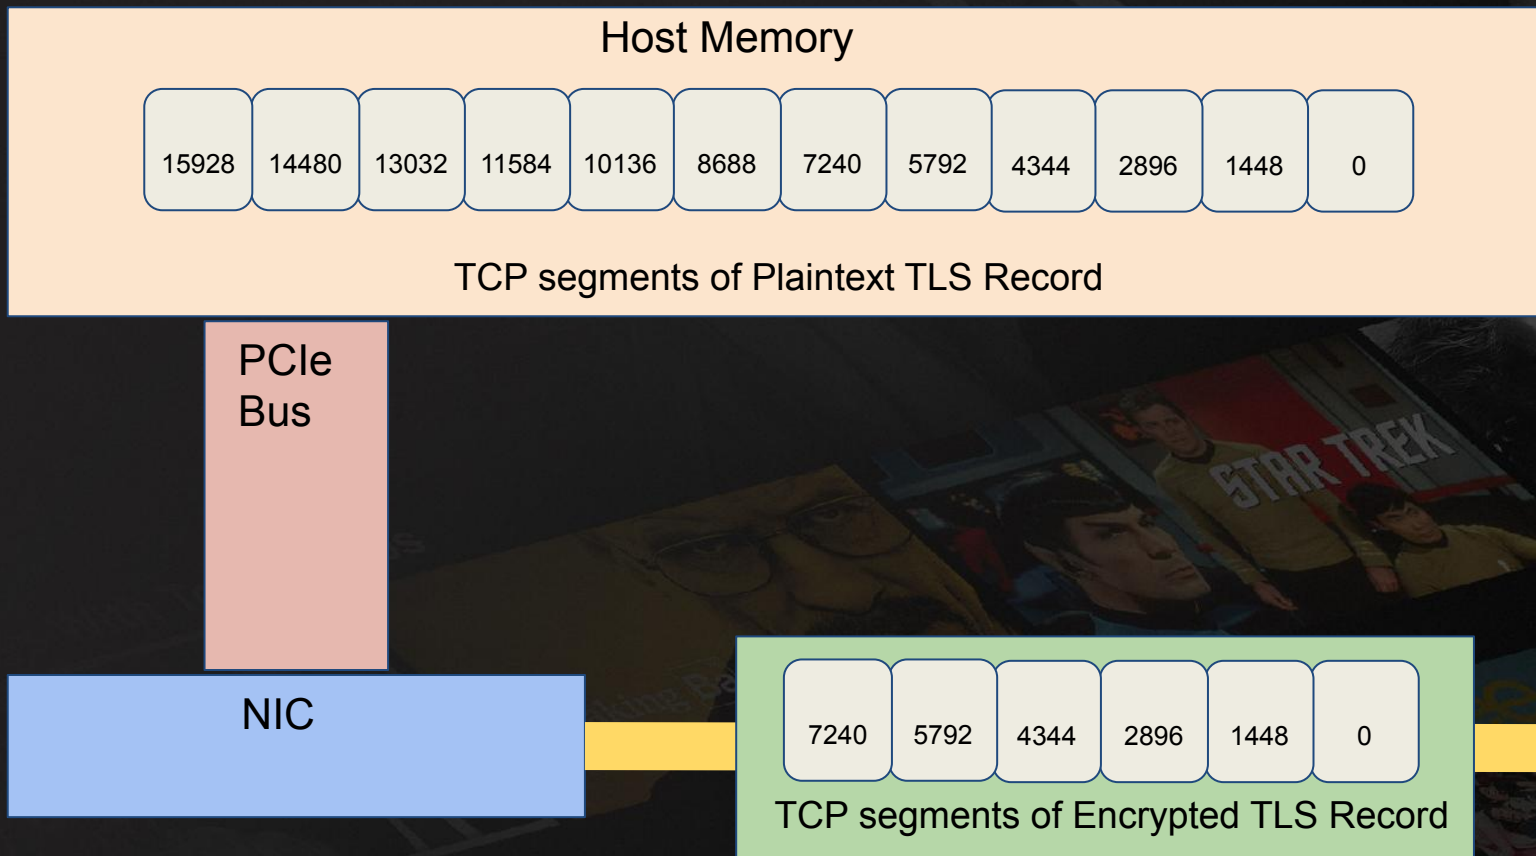 Host Memory
15928 14480 13032 11584 10136 8688 7240 5792 4344 2896 1448 0
TCP segments of Plaintext TLS Record
PCIe
Bus
STAR TREK
NIC
7240 5792 4344 2896 1448 0
TCP segments of Encrypted TLS Record